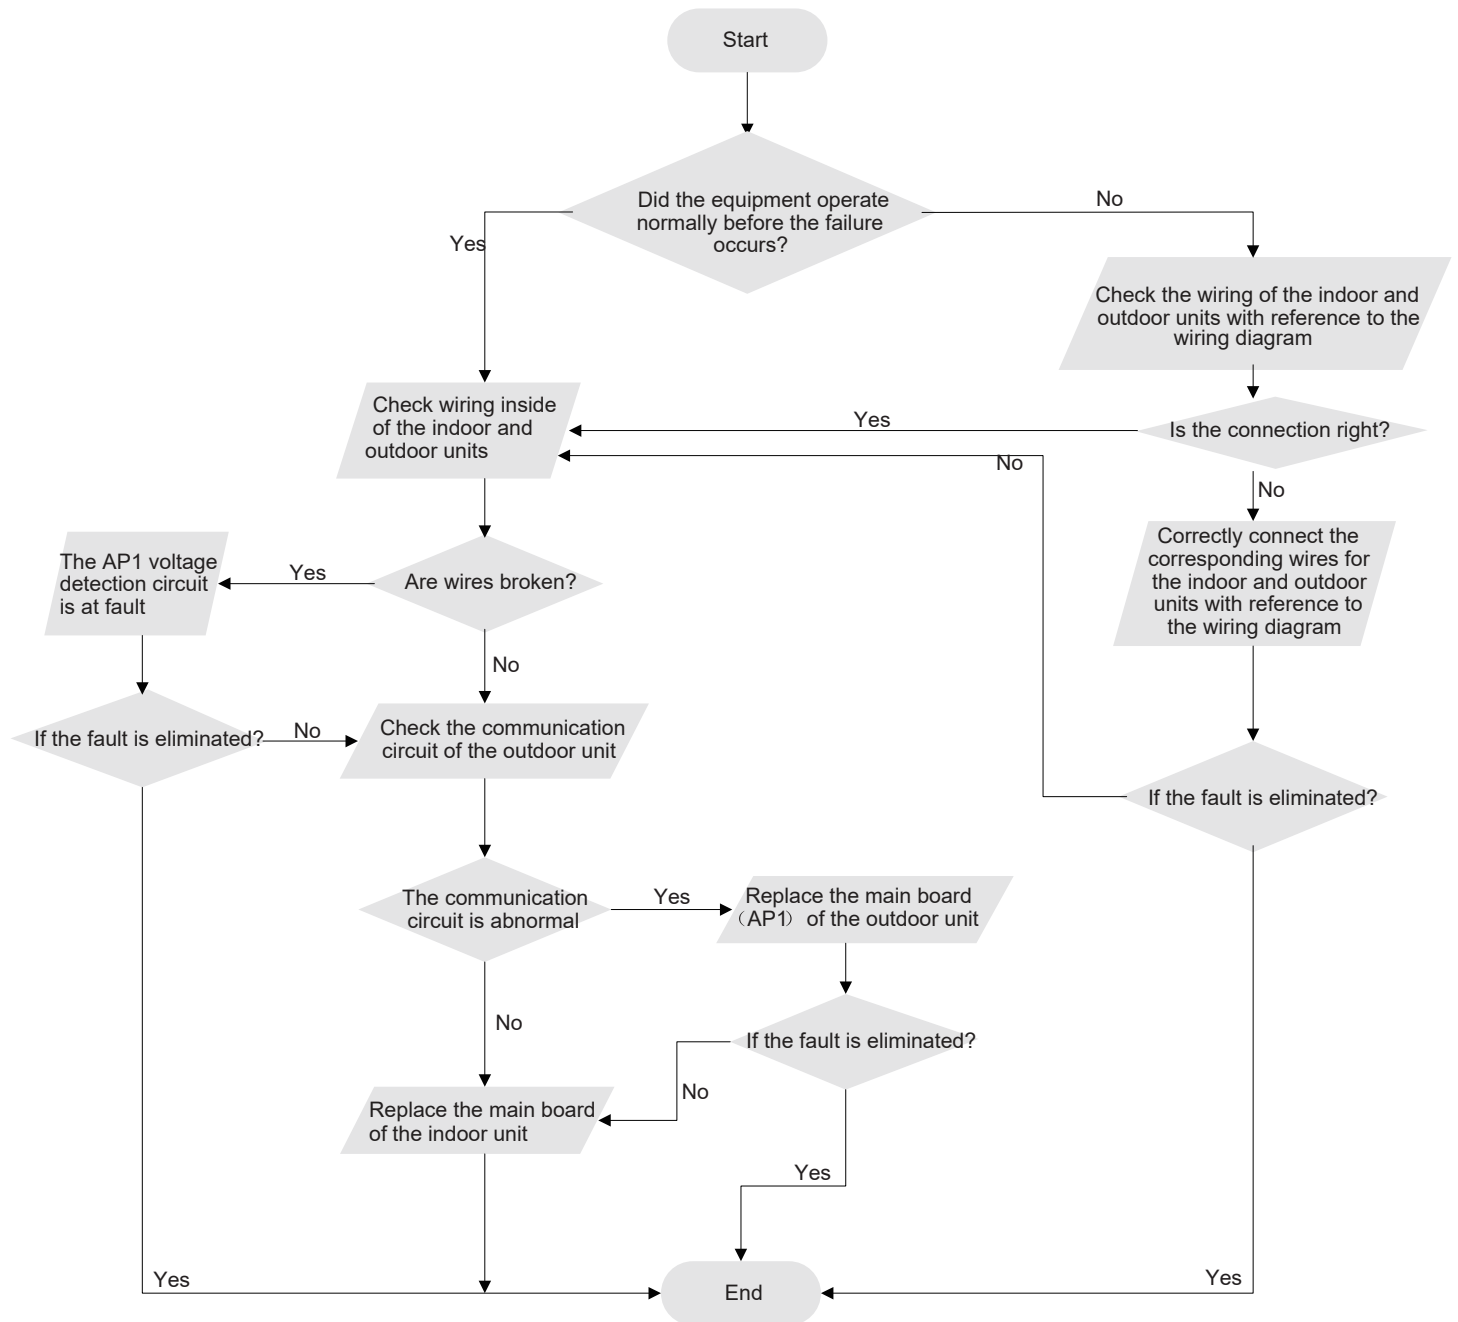 Start
Did the equipment operate
normally before the failure
occurs?
No
Yes
Check the wiring of the indoor and
outdoor units with reference to the
wiring diagram
Check wiring inside
of the indoor and
outdoor units
Yes
Is the connection right?
No
No
Correctly connect the
corresponding wires for
the indoor and outdoor
units with reference to
the wiring diagram
The AP1 voltage
detection circuit
is at fault
Yes
Are wires broken?
No
If the fault is eliminated?
No
Check the communication
circuit of the outdoor unit
If the fault is eliminated?
The communication
circuit is abnormal
Yes
Replace the main board
（AP1）of the outdoor unit
No
If the fault is eliminated?
No
Replace the main board
of the indoor unit
Yes
Yes
End
Yes